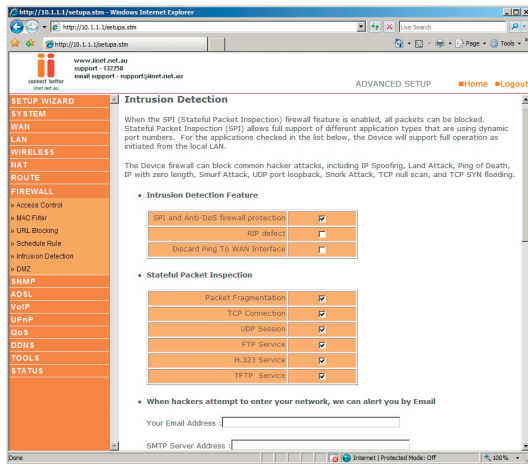 http://10.1.1.1/setupa.stm - Windows Internet Explorer
http://10.1.1.1/setupa.stm
Live Search
http://10.1.1.1/setupa.stm
Page
Tools
www.iinet.net.au
support - 132258
email support - support@iinet.net.au
connect better
iinet.net.au
ADVANCED SETUP
Home
Logout
SETUP WIZARD
SYSTEM
WAN
LAN
WIRELESS
NAT
ROUTE
FIREWALL
» Access Control
» MAC Filter
» URL Blocking
» Schedule Rule
» Intrusion Detection
» DMZ
SNMP
ADSL
VoIP
UPnP
QoS
DDNS
TOOLS
STATUS
Intrusion Detection
When the SPI (Stateful Packet Inspection) firewall feature is enabled, all packets can be blocked.
Stateful Packet Inspection (SPI) allows full support of different application types that are using dynamic
port numbers. For the applications checked in the list below, the Device will support full operation as
initiated from the local LAN.
The Device firewall can block common hacker attacks, including IP Spoofing, Land Attack, Ping of Death,
IP with zero length, Smurf Attack, UDP port loopback, Snork Attack, TCP null scan, and TCP SYN flooding.
• Intrusion Detection Feature
SPI and Anti-DoS firewall protection
RIP defect
Discard Ping To WAN Interface
• Stateful Packet Inspection
Packet Fragmentation
TCP Connection
UDP Session
FTP Service
H.323 Service
TFTP Service
• When hackers attempt to enter your network, we can alert you by Email
Your Email Address :
SMTP Server Address :
Done
Internet | Protected Mode: Off
100%